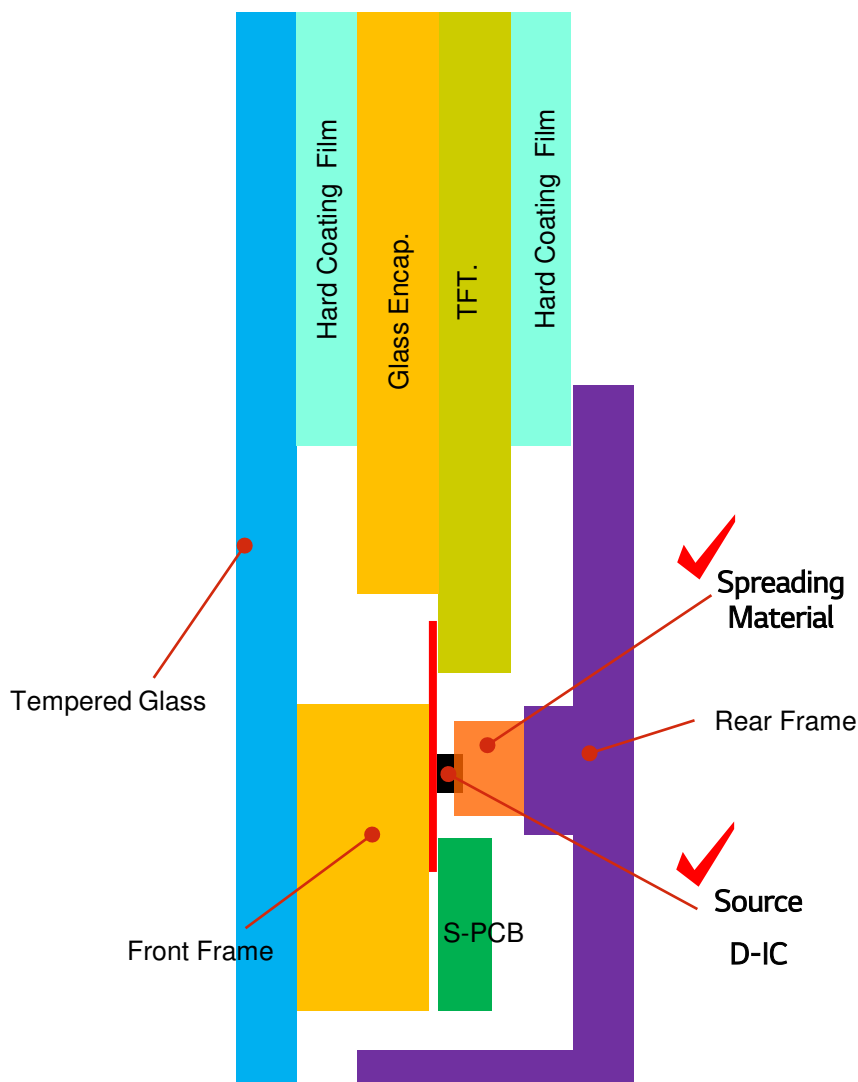 Hard Coating Film
Glass Encap.
TFT.
Hard Coating Film
Spreading
Material
Tempered Glass
Rear Frame
Source
D-IC
S-PCB
Front Frame